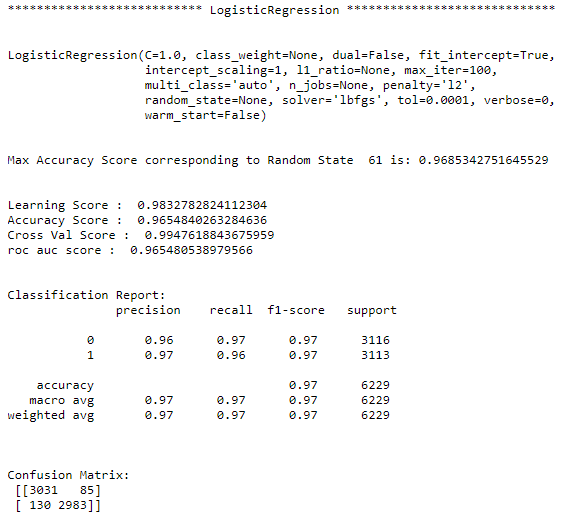 *************************** LogisticRegression *****************************
LogisticRegression(C=1.0, class_weight=None, dual=False, fit_intercept=True,
intercept_scaling=1, l1_ratio=None, max_iter=100,
multi_class='auto', n_jobs=None, penalty='l2',
random_state=None, solver='lbfgs', tol=0.0001, verbose=0,
warm_start=False)
Max Accuracy Score corresponding to Random State  61 is: 0.9685342751645529
Learning Score :  0.9832782824112304
Accuracy Score :  0.9654840263284636
Cross Val Score :  0.9947618843675959
roc auc score :  0.965480538979566
Classification Report:
precision    recall  f1-score   support
0       0.96      0.97      0.97      3116
1       0.97      0.96      0.97      3113
accuracy                           0.97      6229
macro avg       0.97      0.97      0.97      6229
weighted avg       0.97      0.97      0.97      6229
Confusion Matrix:
[[3031   85]
[ 130 2983]]